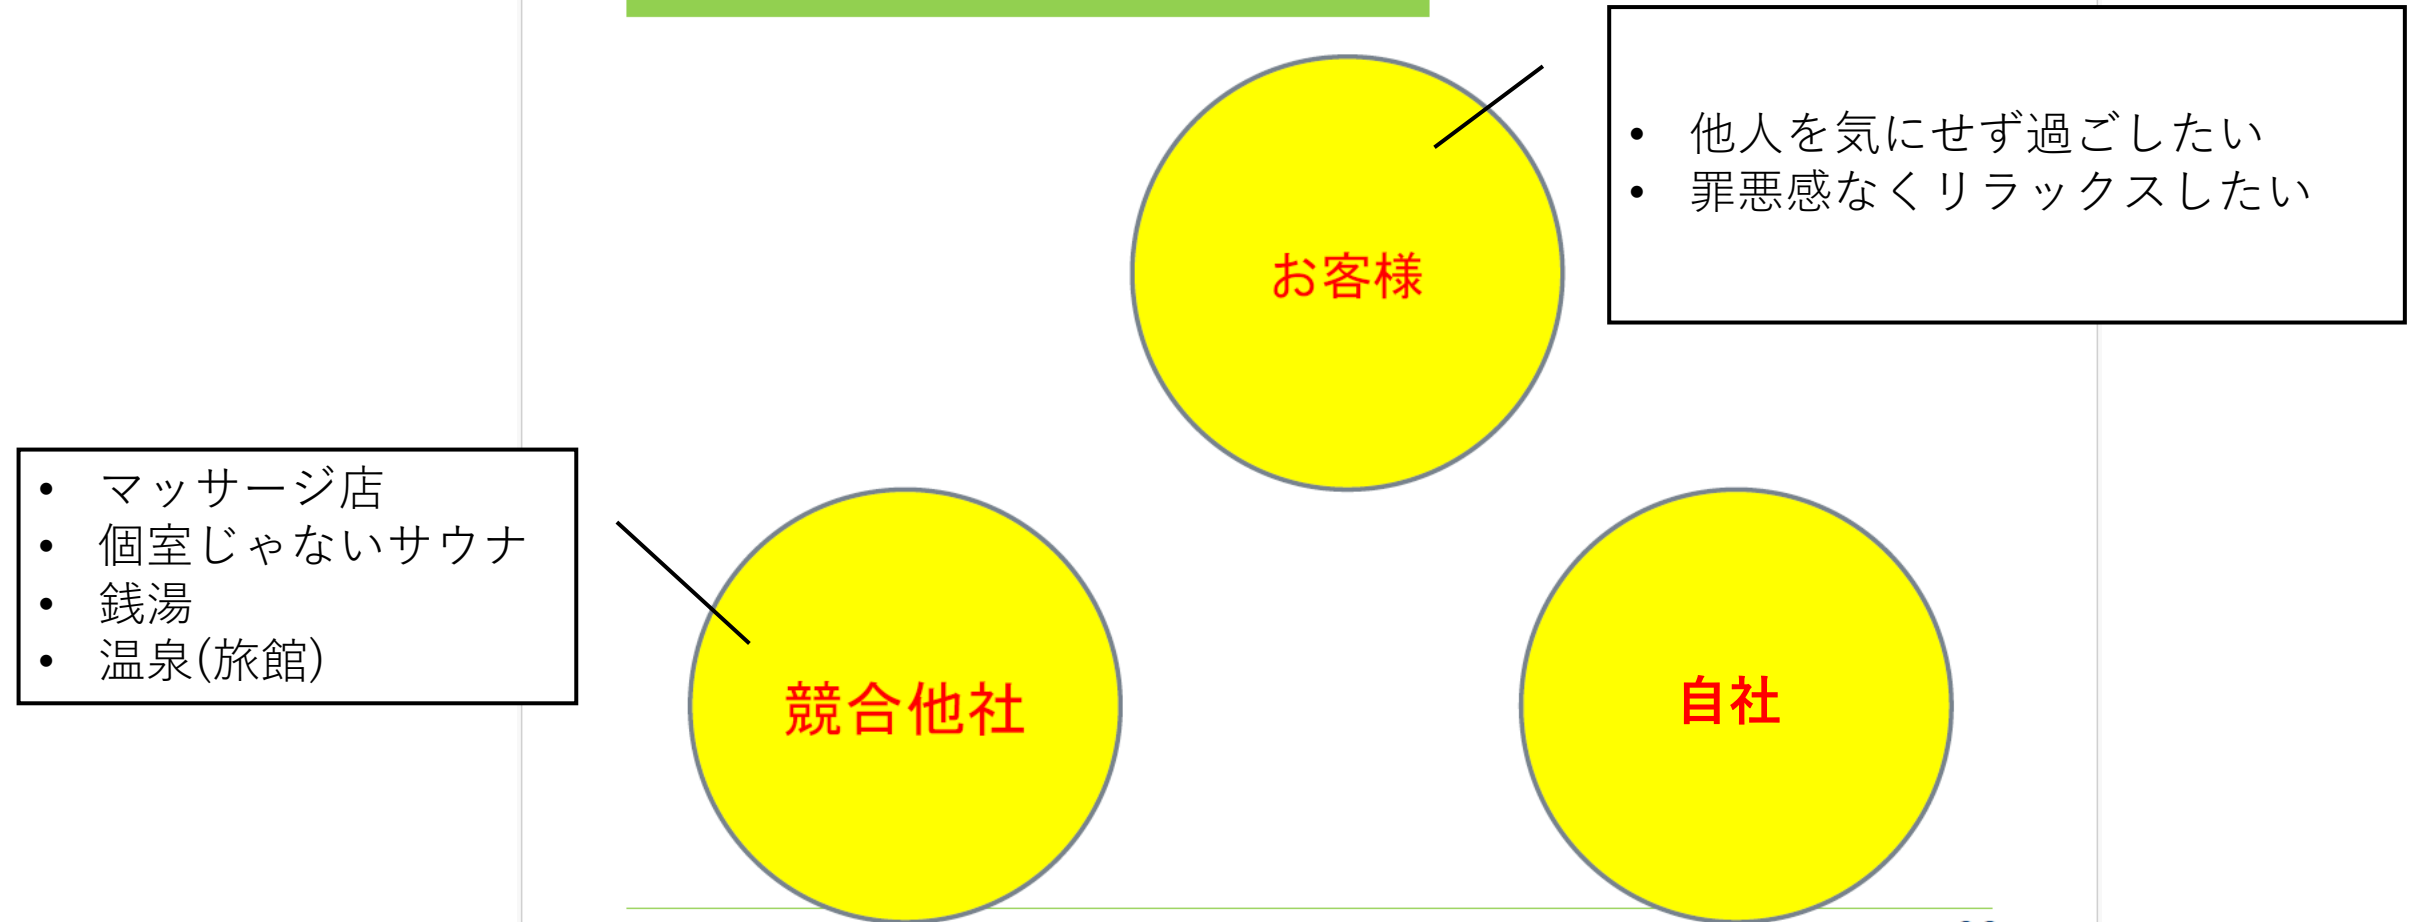 • 他人を気にせず過ごしたい
• 罪悪感なくリラックスしたい
お客様
• マッサージ店
• 個室じゃないサウナ
• 銭湯
• 温泉(旅館)
競合他社
自社